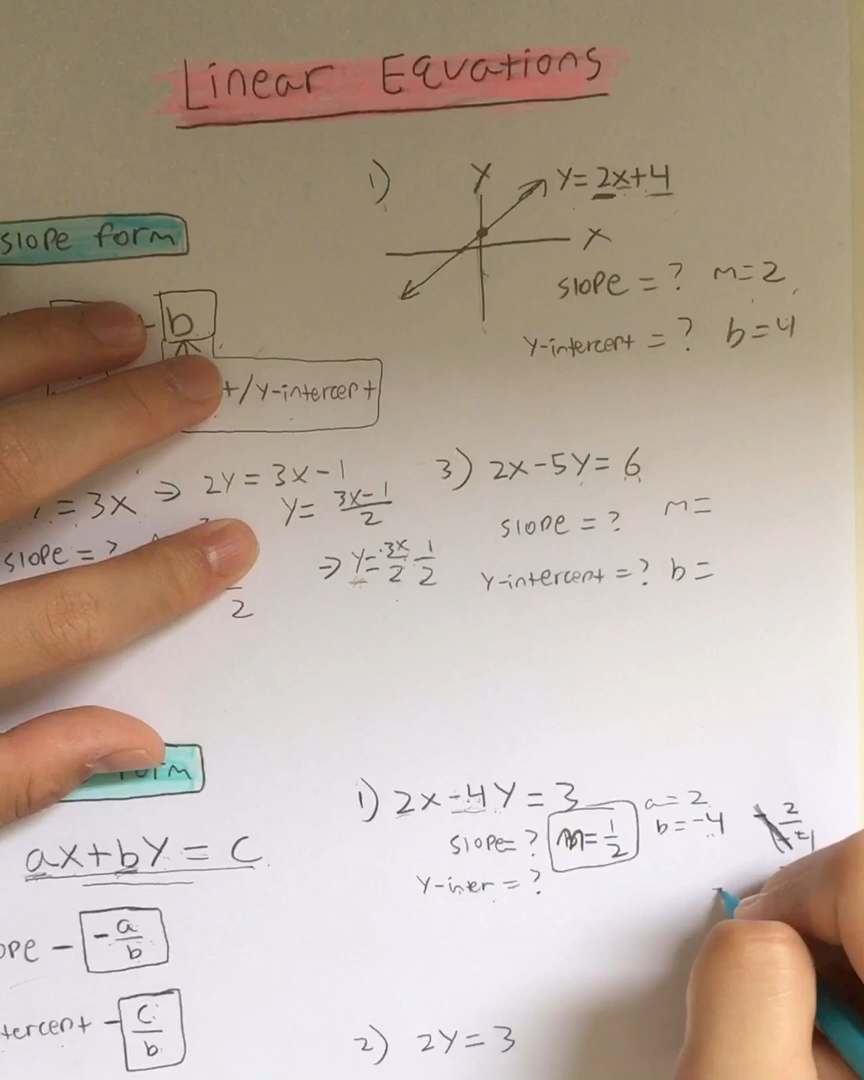 Linear Equations
1)
Y
Y= 2x+4
X
slope = ? m=2
Y-intercept = ? b=4
slope form
b
+/Y-intercept
= 3X ⇒ 2Y = 3X-1
Y= 3X-1
2
slope = ?
⇒ Y= 3X 1
2 2
2
3) 2X-5Y= 6
slope = ? m=
Y-intercept = ? b=
form
aX+bY = C
ope - - a
b
tercept - C
b
1) 2X-4Y = 3
slope= ? m= 1
2
a=2
b=-4
2
Y-inter = ?
2) 2Y=3